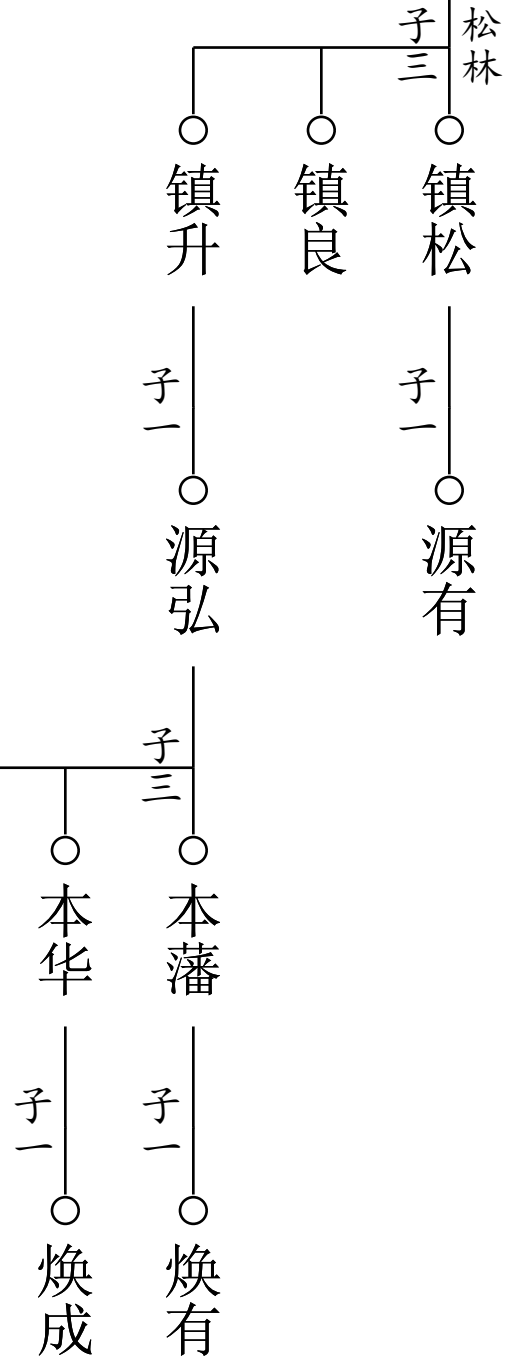 松林
子三
镇松
镇良
镇升
子一
子一
源有
源弘
子三
本藩
本华
子一
子一
焕有
焕成